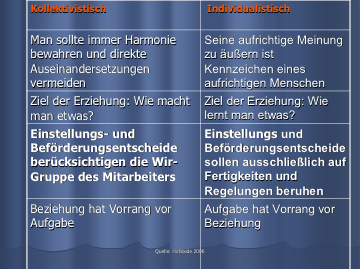 Kollektivistisch
Individualistisch
Man sollte immer Harmonie
bewahren und direkte
Auseinandersetzungen
vermeiden
Seine aufrichtige Meinung
zu äußern ist
Kennzeichen eines
aufrichtigen Menschen
Ziel der Erziehung: Wie macht
man etwas?
Ziel der Erziehung: Wie
lernt man etwas?
Einstellungs- und
Beförderungsentscheide
berücksichtigen die Wir-
Gruppe des Mitarbeiters
Einstellungs und
Beförderungsentscheide
sollen ausschließlich auf
Fertigkeiten und
Regelungen beruhen
Beziehung hat Vorrang vor
Aufgabe
Aufgabe hat Vorrang vor
Beziehung
Quelle: 2006